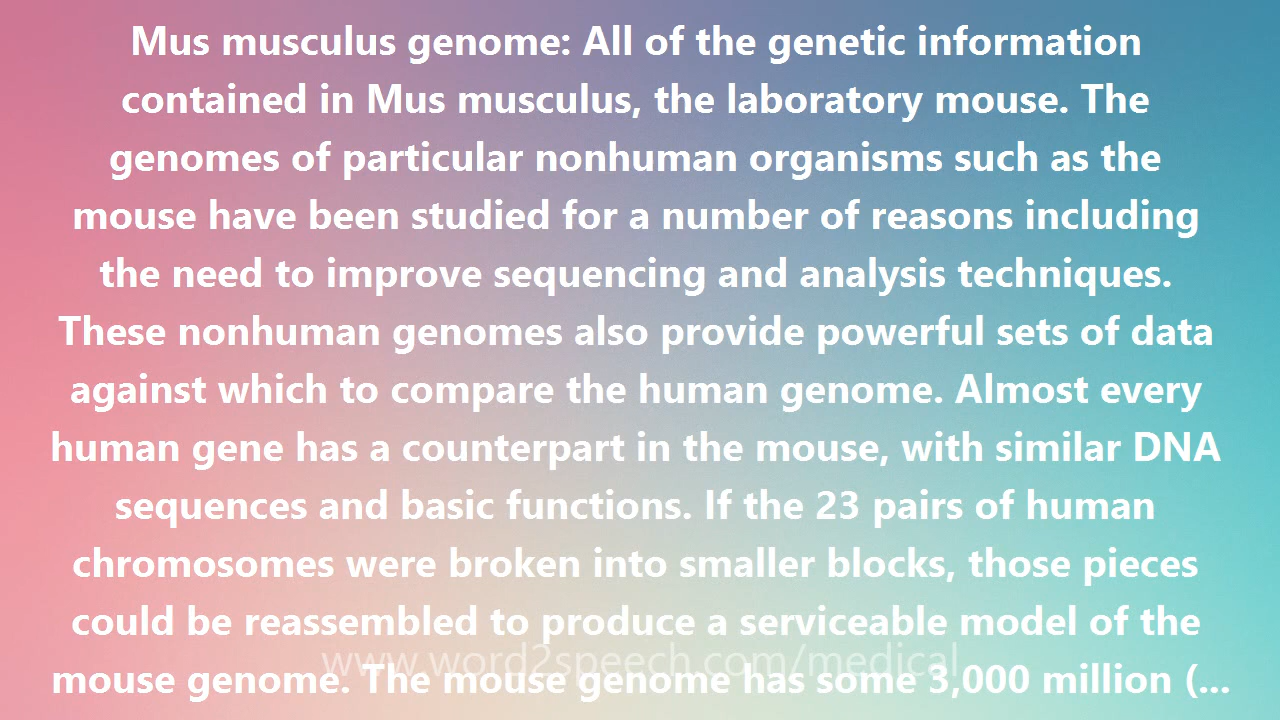 Mus musculus genome: All of the genetic information
contained in Mus musculus, the laboratory mouse. The
genomes of particular nonhuman organisms such as the
mouse have been studied for a number of reasons including
the need to improve sequencing and analysis techniques.
These nonhuman genomes also provide powerful sets of data
against which to compare the human genome. Almost every
human gene has a counterpart in the mouse, with similar DNA
sequences and basic functions. If the 23 pairs of human
chromosomes were broken into smaller blocks, those pieces
could be reassembled to produce a serviceable model of the
www.word2speech.com/medical
mouse genome. The mouse genome has some 3,000 million (...